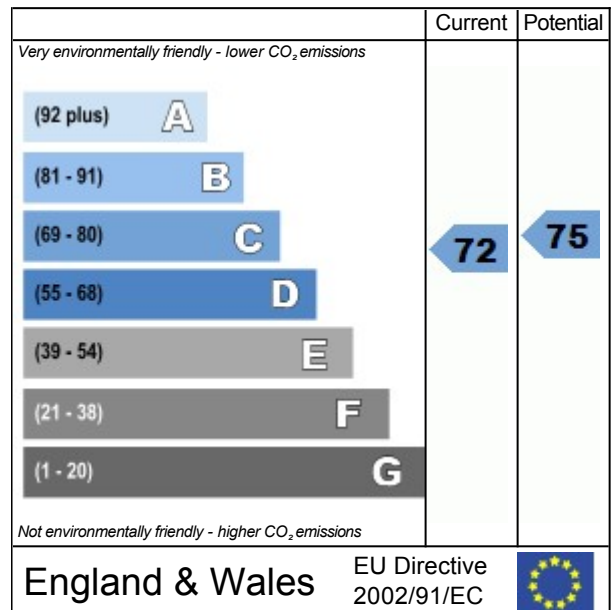 Current Potential
Very environmentally friendly - lower CO₂ emissions
(92 plus) A
(81 - 91) B
(69 - 80) C
72 75
(55 - 68) D
(39 - 54) E
(21 - 38) F
(1 - 20) G
Not environmentally friendly - higher CO₂ emissions
England & Wales
EU Directive
2002/91/EC